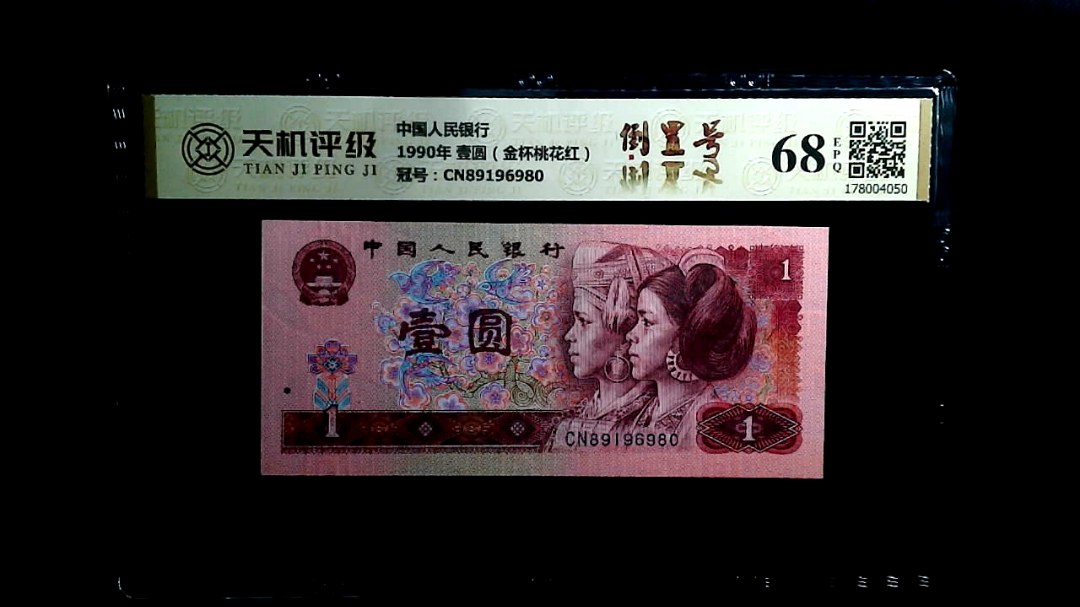 天机评级
TIAN JI PING JI
中国人民银行
1990年 壹圆（金杯桃花红）
冠号：CN89196980
倒置号
68
EPQ
178004050
中国人民银行
1
壹圆
1
CN89196980
1